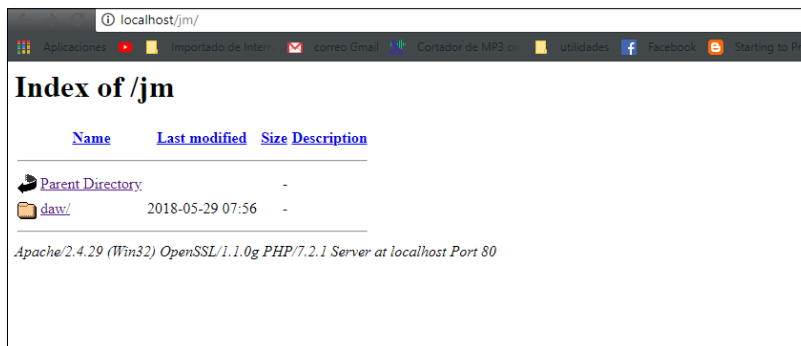 localhost/jm/
Aplicaciones Importado de Intern correo Gmail Cortador de MP3 utilidades Facebook Starting to
Index of /jm
Name Last modified Size Description
Parent Directory -
daw/ 2018-05-29 07:56 -
Apache/2.4.29 (Win32) OpenSSL/1.1.0g PHP/7.2.1 Server at localhost Port 80